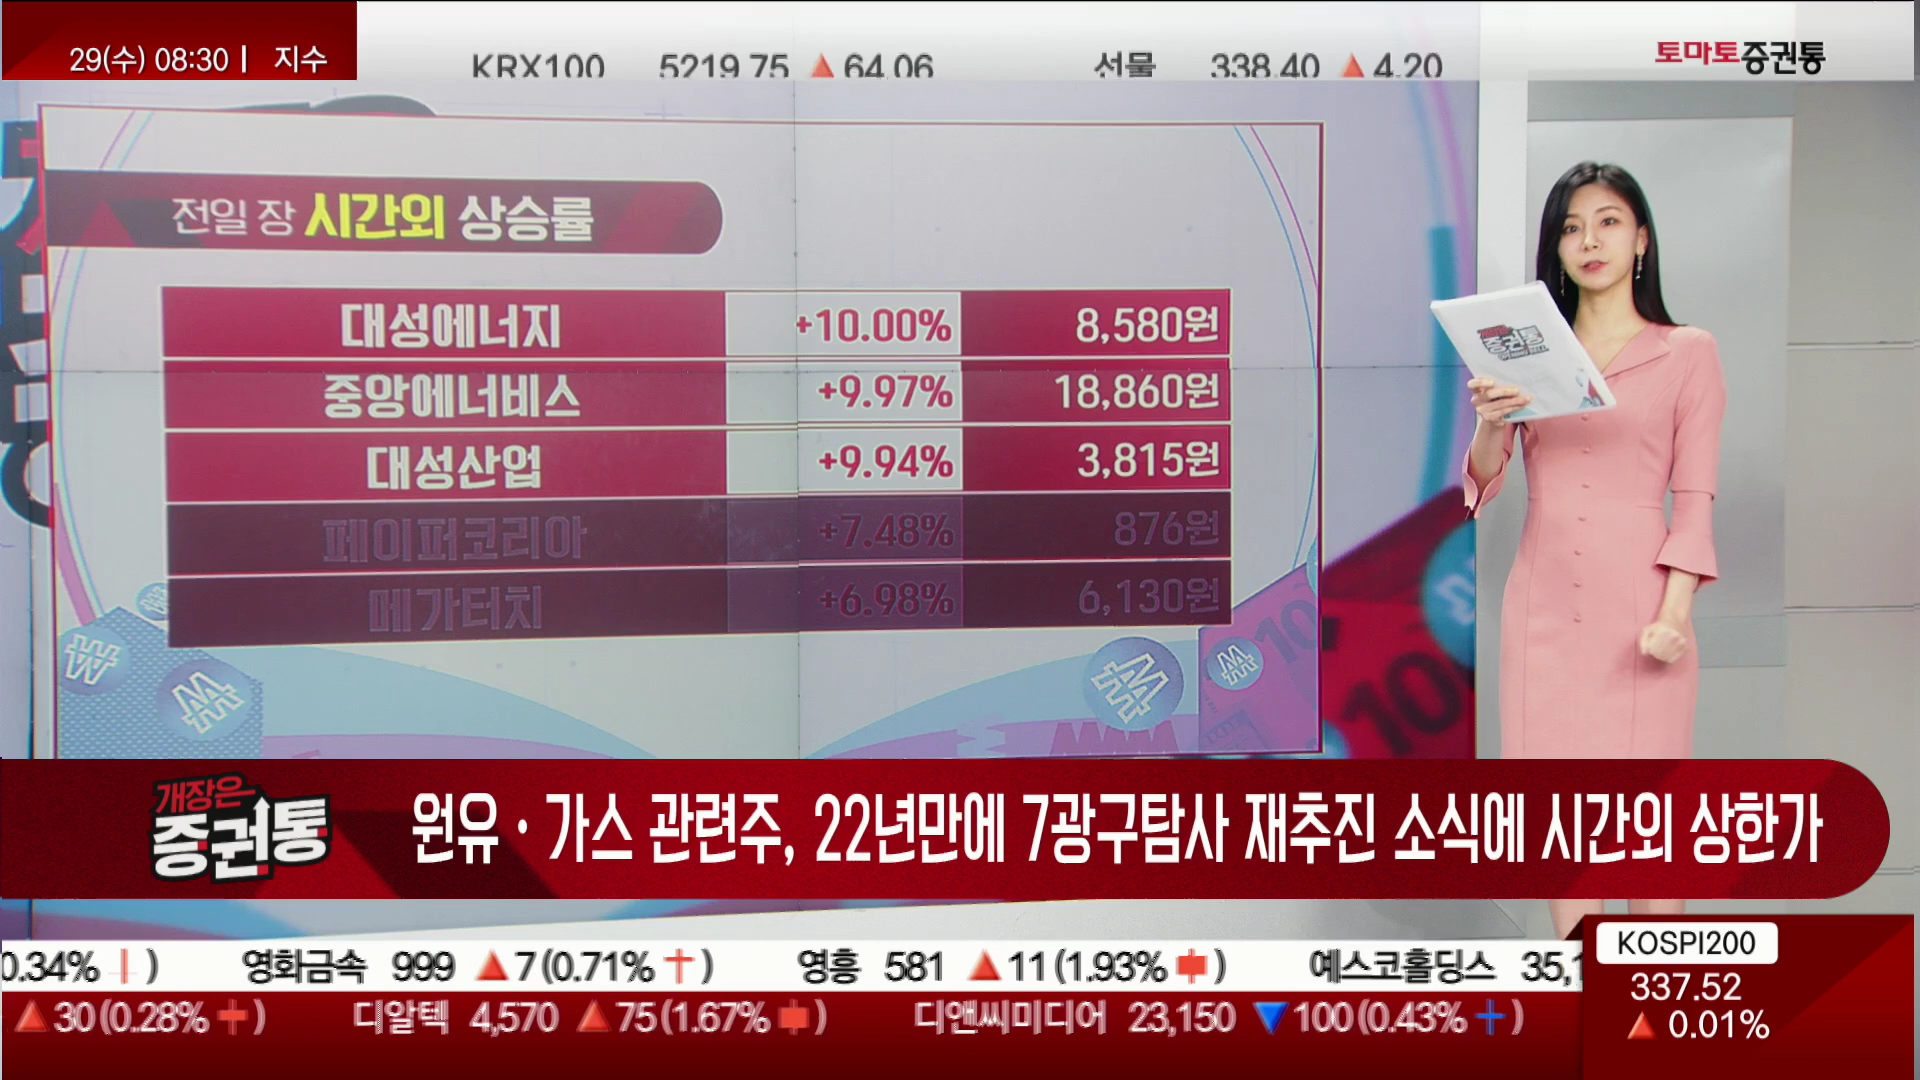 29(수) 08:30 | 지수
KRX100 5219.75 ▲ 64.06 선물 338.40 ▲ 4.20
토마토증권통
전일 장 시간외 상승률
대성에너지 +10.00% 8,580원
중앙에너비스 +9.97% 18,860원
대성산업 +9.94% 3,815원
페이퍼코리아 +7.48% 876원
메가터치 +6.98% 6,130원
개장은
증권통
개장은
증권통
원유·가스 관련주, 22년만에 7광구탐사 재추진 소식에 시간외 상한가
0.34% ) 영화금속 999 ▲7(0.71% ) 영흥 581 ▲11(1.93% ) 예스코홀딩스 35,1
▲30(0.28% ) 디알텍 4,570 ▲75(1.67% ) 디앤씨미디어 23,150 ▼100(0.43% )
KOSPI200
337.52
▲ 0.01%